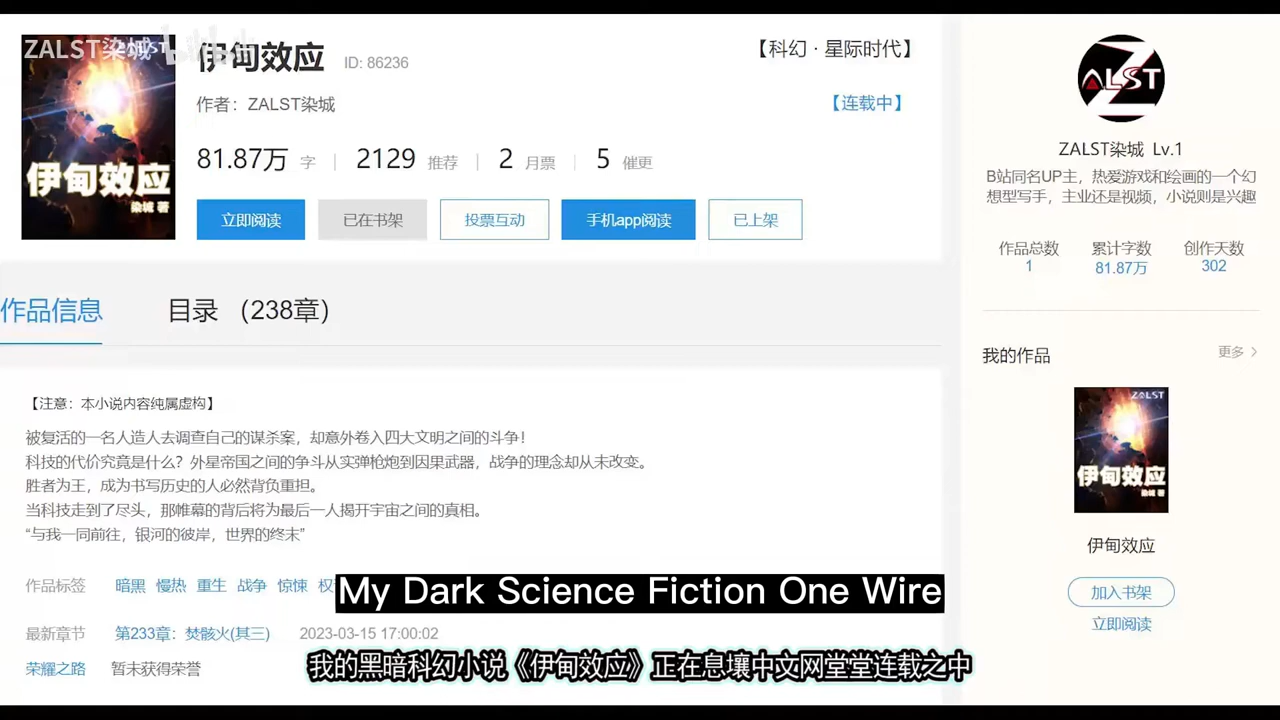 ZALST染城
伊甸效应 ID: 86236
【科幻 · 星际时代】
作者：ZALST染城
【连载中】
81.87万 字 | 2129 推荐 | 2 月票 | 5 催更
立即阅读 已在书架 投票互动 手机app阅读 已上架
伊甸效应
染城 著
作品信息 目录 （238章）
【注意：本小说内容纯属虚构】
被复活的一名人造人去调查自己的谋杀案，却意外卷入四大文明之间的斗争！
科技的代价究竟是什么？外星帝国之间的争斗从实弹枪炮到因果武器，战争的理念却从未改变。
胜者为王，成为书写历史的人必然背负重担。
当科技走到了尽头，那帷幕的背后将为最后一人揭开宇宙之间的真相。
“与我一同前往，银河的彼岸，世界的终末”
作品标签 暗黑 慢热 重生 战争 惊悚 权
My Dark Science Fiction One Wire
最新章节 第233章：焚骸火(其三) 2023-03-15 17:00:02
荣耀之路 暂未获得荣誉
我的黑暗科幻小说《伊甸效应》正在息壤中文网堂堂连载之中
ZALST
ZALST染城 Lv.1
B站同名UP主，热爱游戏和绘画的一个幻
想型写手，主业还是视频，小说则是兴趣
作品总数 累计字数 创作天数
1 81.87万 302
我的作品 更多 >
ZALST
伊甸效应
染城 著
伊甸效应
加入书架
立即阅读